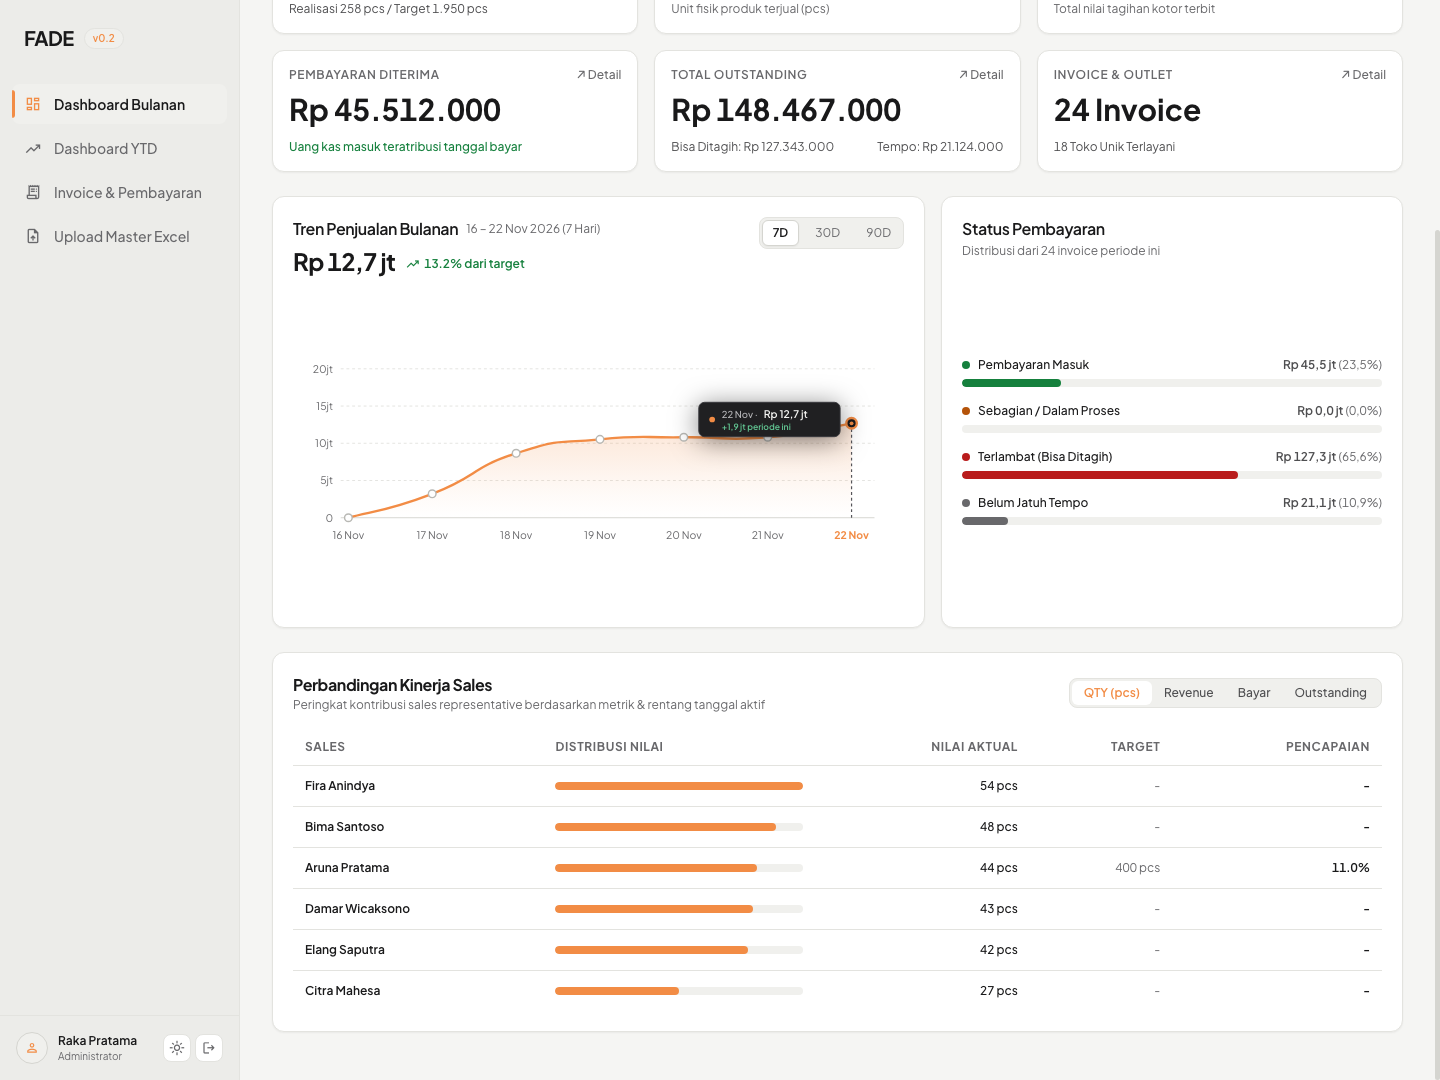 FADE
v0.2
Dashboard Bulanan
Dashboard YTD
Invoice & Pembayaran
Upload Master Excel
Raka Pratama
Administrator
Realisasi 258 pcs / Target 1.950 pcs
Unit fisik produk terjual (pcs)
Total nilai tagihan kotor terbit
PEMBAYARAN DITERIMA
Detail
Rp 45.512.000
Uang kas masuk teratribusi tanggal bayar
TOTAL OUTSTANDING
Detail
Rp 148.467.000
Bisa Ditagih: Rp 127.343.000 Tempo: Rp 21.124.000
INVOICE & OUTLET
Detail
24 Invoice
18 Toko Unik Terlayani
Tren Penjualan Bulanan 16 – 22 Nov 2026 (7 Hari)
7D 30D 90D
Rp 12,7 jt 13.2% dari target
20jt
15jt
10jt
5jt
0
22 Nov · Rp 12,7 jt
+1,9 jt periode ini
16 Nov 17 Nov 18 Nov 19 Nov 20 Nov 21 Nov 22 Nov
Status Pembayaran
Distribusi dari 24 invoice periode ini
Pembayaran Masuk Rp 45,5 jt (23,5%)
Sebagian / Dalam Proses Rp 0,0 jt (0,0%)
Terlambat (Bisa Ditagih) Rp 127,3 jt (65,6%)
Belum Jatuh Tempo Rp 21,1 jt (10,9%)
Perbandingan Kinerja Sales
Peringkat kontribusi sales representative berdasarkan metrik & rentang tanggal aktif
QTY (pcs) Revenue Bayar Outstanding
SALES DISTRIBUSI NILAI NILAI AKTUAL TARGET PENCAPAIAN
Fira Anindya 54 pcs - -
Bima Santoso 48 pcs - -
Aruna Pratama 44 pcs 400 pcs 11.0%
Damar Wicaksono 43 pcs - -
Elang Saputra 42 pcs - -
Citra Mahesa 27 pcs - -